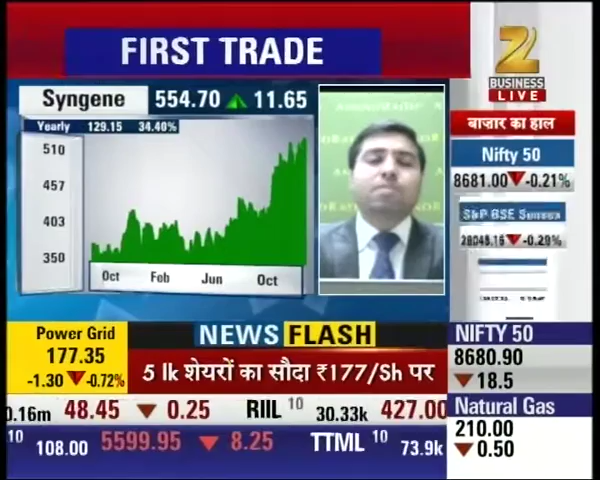 FIRST TRADE
Z
BUSINESS
LIVE
Syngene 554.70 ▲ 11.65
Yearly 129.15 34.40%
510
457
403
350
Oct Feb Jun Oct
बाज़ार का हाल
Nifty 50
8681.00 ▼ -0.21%
S&P BSE Sensex
-0.29%
Power Grid
177.35
-1.30 ▼ -0.72%
NEWS FLASH
5 lk शेयरों का सौदा ₹177/Sh पर
NIFTY 50
8680.90
▼ 18.5
0.16m 48.45 ▼ 0.25 RIIL 10 30.33k 427.00
Natural Gas
210.00
▼ 0.50
10 108.00 5599.95 ▼ 8.25 TTML 10 73.9k